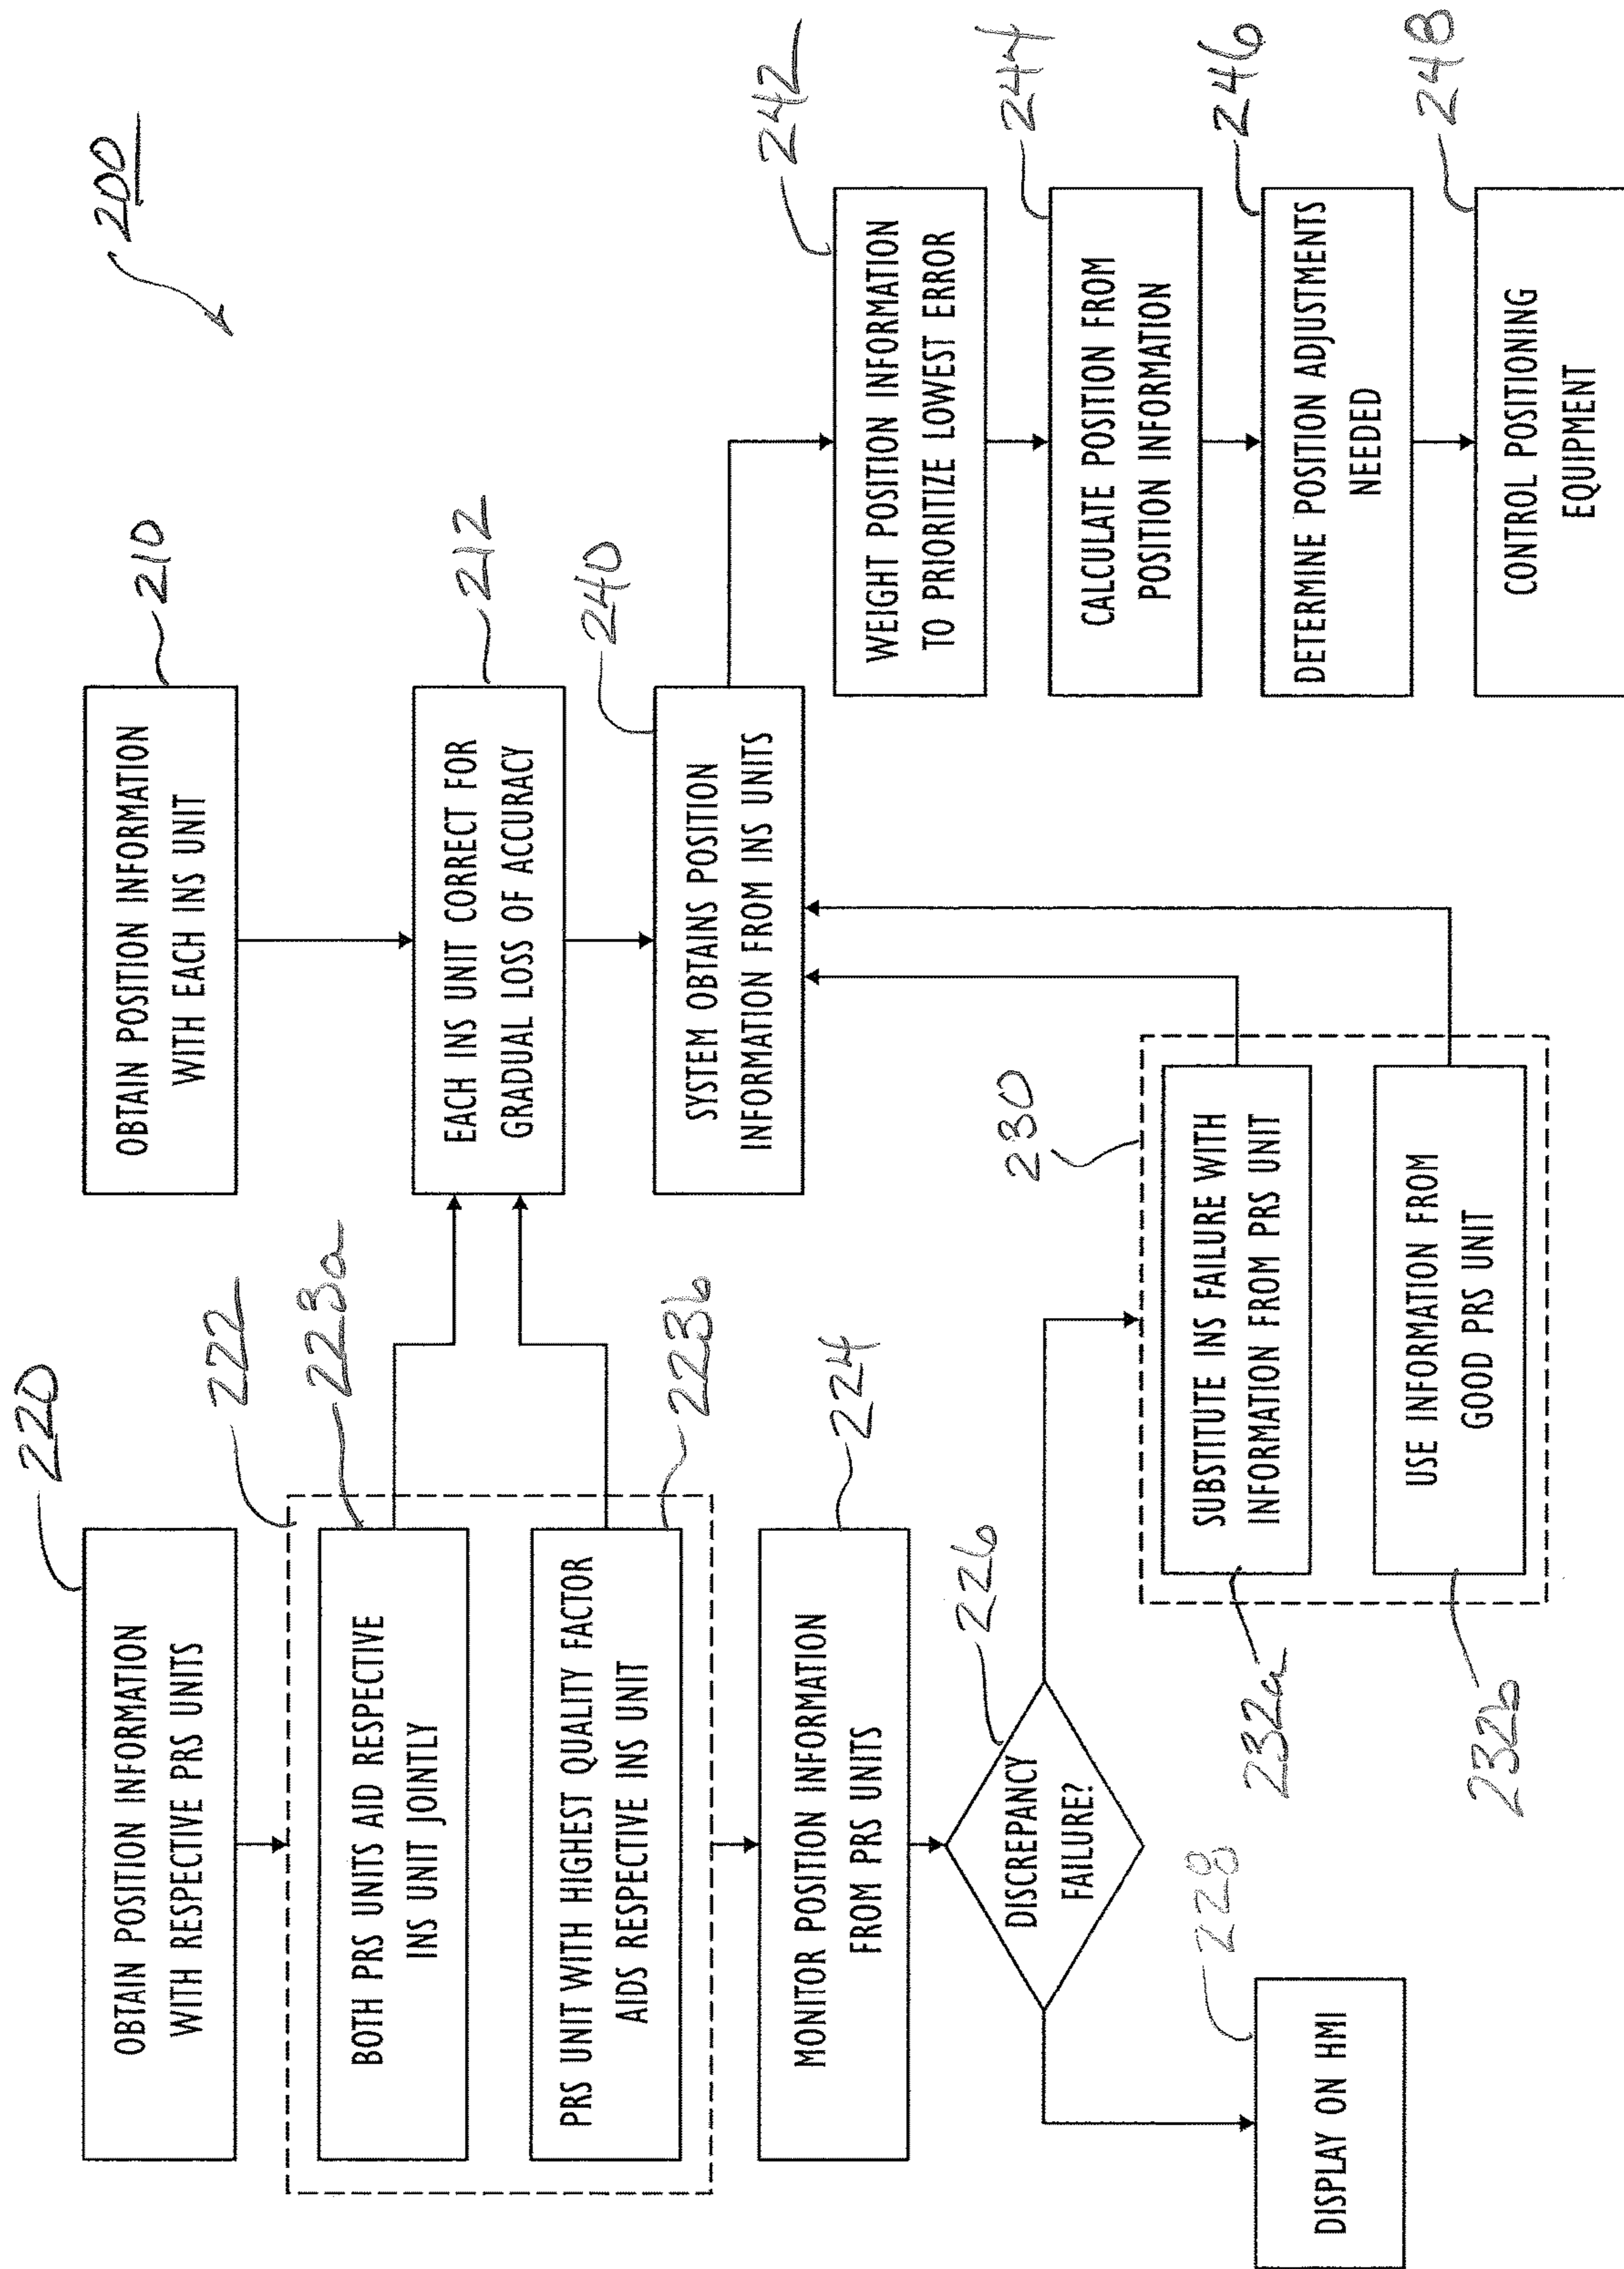 200
220
OBTAIN POSITION INFORMATION
WITH RESPECTIVE PRS UNITS
222
223a
BOTH PRS UNITS AID RESPECTIVE
INS UNIT JOINTLY
223b
PRS UNIT WITH HIGHEST QUALITY FACTOR
AIDS RESPECTIVE INS UNIT
224
MONITOR POSITION INFORMATION
FROM PRS UNITS
226
DISCREPANCY
FAILURE?
228
DISPLAY ON HMI
210
OBTAIN POSITION INFORMATION
WITH EACH INS UNIT
212
EACH INS UNIT CORRECT FOR
GRADUAL LOSS OF ACCURACY
240
SYSTEM OBTAINS POSITION
INFORMATION FROM INS UNITS
230
232a
SUBSTITUTE INS FAILURE WITH
INFORMATION FROM PRS UNIT
232b
USE INFORMATION FROM
GOOD PRS UNIT
242
WEIGHT POSITION INFORMATION
TO PRIORITIZE LOWEST ERROR
244
CALCULATE POSITION FROM
POSITION INFORMATION
246
DETERMINE POSITION ADJUSTMENTS
NEEDED
248
CONTROL POSITIONING
EQUIPMENT